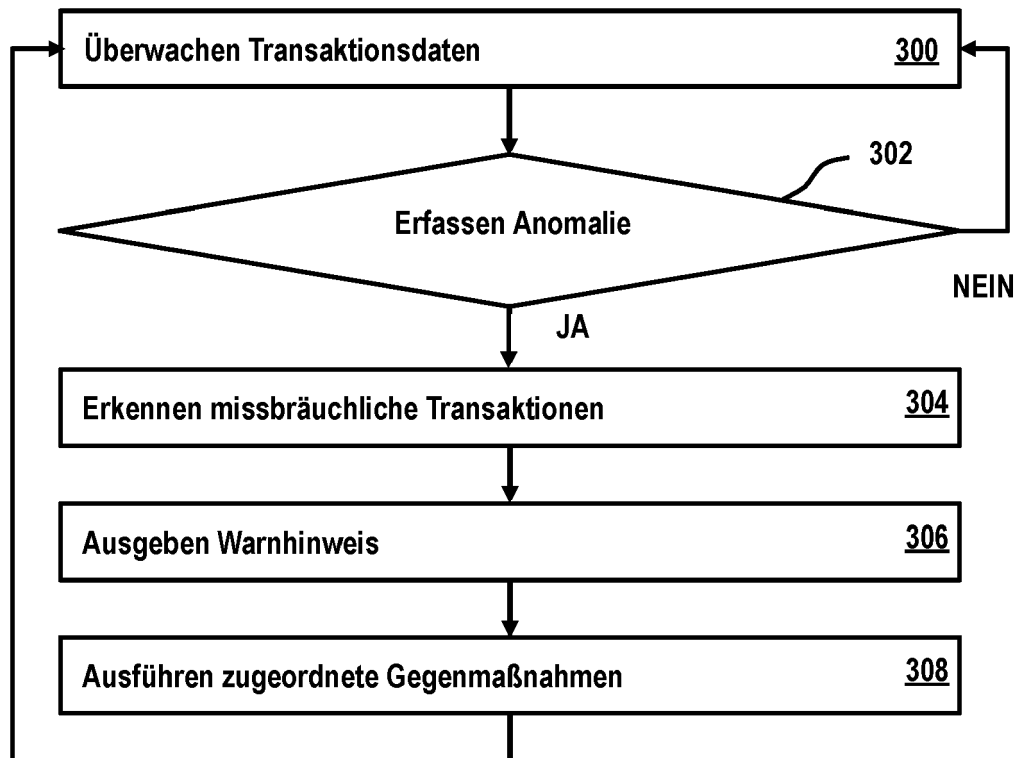 Überwachen Transaktionsdaten 300
302
Erfassen Anomalie
NEIN
JA
Erkennen missbräuchliche Transaktionen 304
Ausgeben Warnhinweis 306
Ausführen zugeordnete Gegenmaßnahmen 308